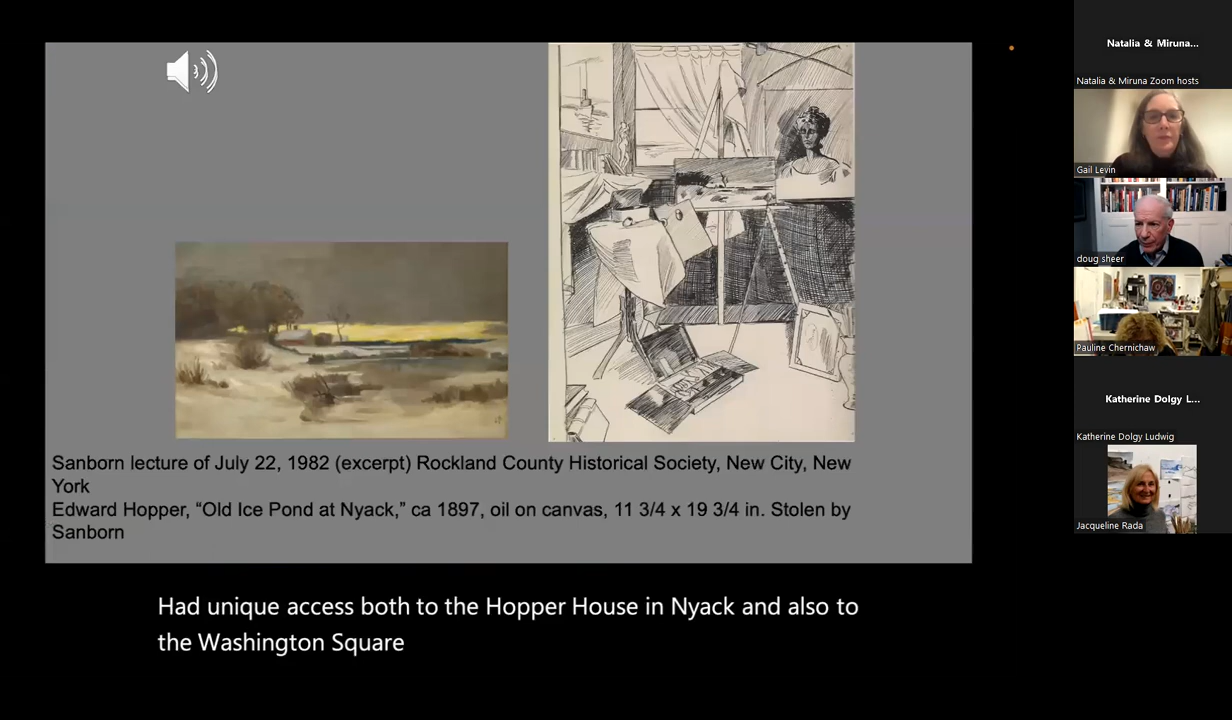 Sanborn lecture of July 22, 1982 (excerpt) Rockland County Historical Society, New City, New
York
Edward Hopper, “Old Ice Pond at Nyack,” ca 1897, oil on canvas, 11 3/4 x 19 3/4 in. Stolen by
Sanborn
Had unique access both to the Hopper House in Nyack and also to
the Washington Square
Natalia & Miruna...
Natalia & Miruna Zoom hosts
Gail Levin
doug sheer
Pauline Chernichaw
Katherine Dolgy L...
Katherine Dolgy Ludwig
Jacqueline Rada